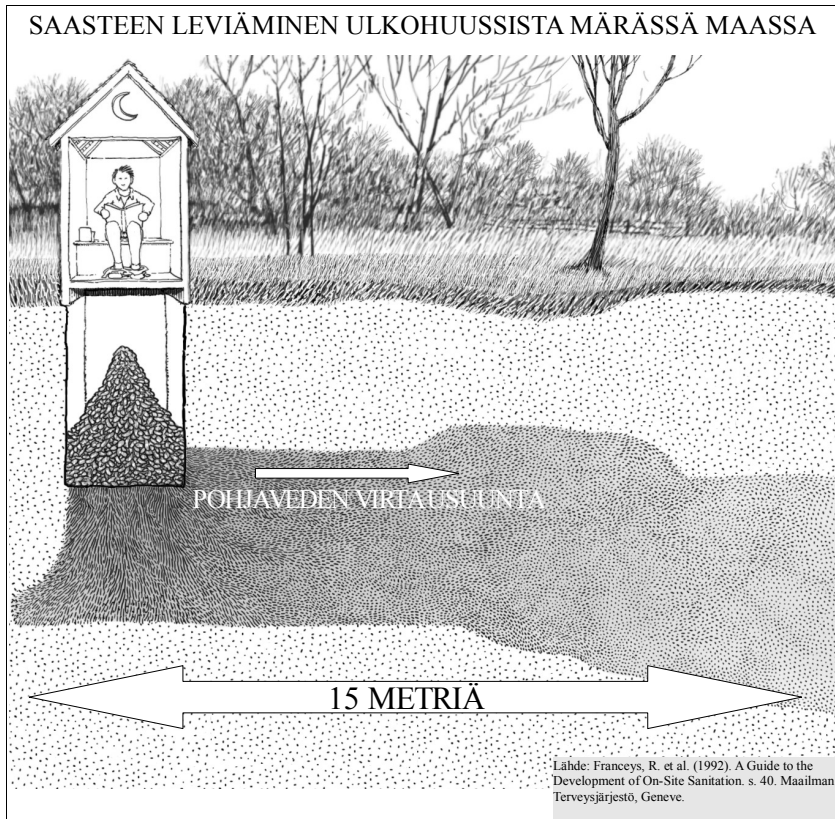 SAASTEEN LEVIÄMINEN ULKOHUUSSISTA MÄRÄSSÄ MAASSA
POHJAVEDEN VIRTAUSUUNTA
15 METRIÄ
Lähde: Franceys, R. et al. (1992). A Guide to the
Development of On-Site Sanitation. s. 40. Maailman
Terveysjärjestö, Geneve.